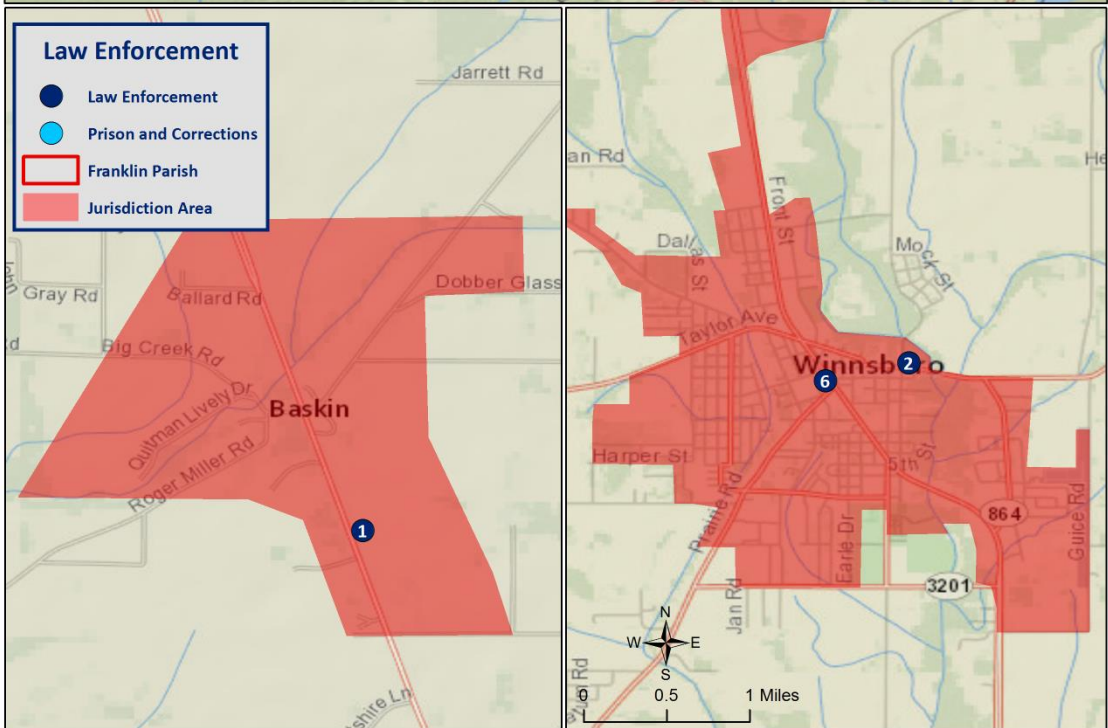 Law Enforcement
Law Enforcement
Prison and Corrections
Franklin Parish
Jurisdiction Area
Jarrett Rd
Gray Rd
Ballard Rd
Dobber Glass
Big Creek Rd
Quitman Lively Dr
Baskin
Roger Miller Rd
1
shire Ln
an Rd
Front St
He
Dallas St
Mock St
Taylor Ave
Winnsboro
2
6
Harper St
5th
St
Prairie Rd
864
Guice Rd
Earle Dr
3201
Jan Rd
N
W
E
S
0
0.5
1 Miles